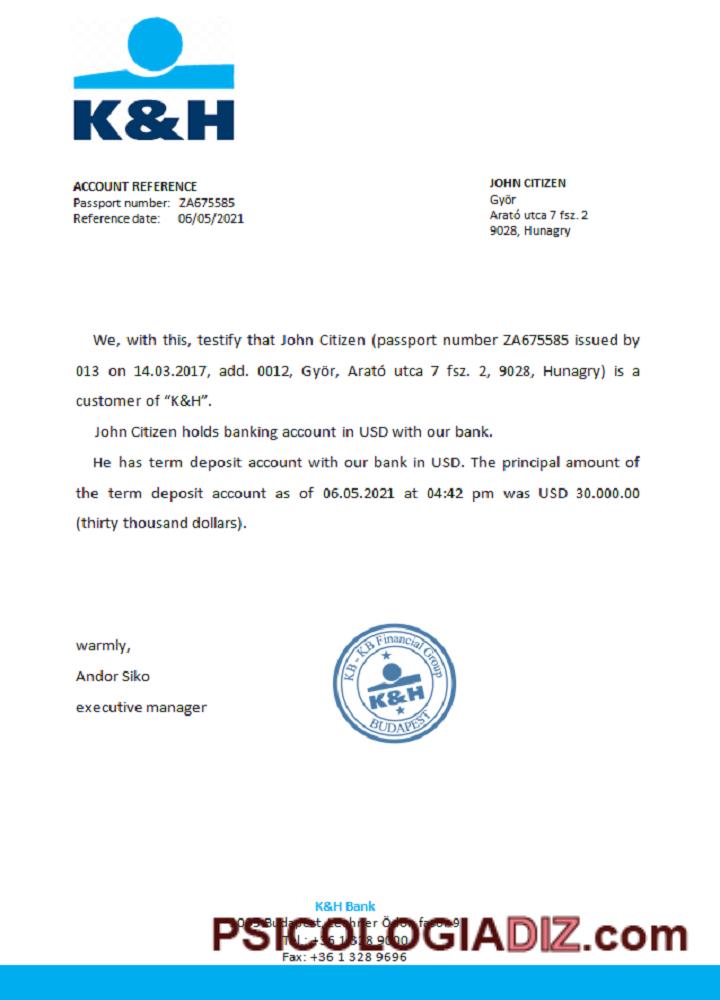 K&H
ACCOUNT REFERENCE
Passport number: ZA675585
Reference date: 06/05/2021
JOHN CITIZEN
Győr
Arató utca 7 fsz. 2
9028, Hunagry
We, with this, testify that John Citizen (passport number ZA675585 issued by
013 on 14.03.2017, add. 0012, Győr, Arató utca 7 fsz. 2, 9028, Hunagry) is a
customer of “K&H”.
John Citizen holds banking account in USD with our bank.
He has term deposit account with our bank in USD. The principal amount of
the term deposit account as of 06.05.2021 at 04:42 pm was USD 30.000.00
(thirty thousand dollars).
warmly,
Andor Siko
executive manager
KB - KB Financial Group
K&H
BUDAPEST
K&H Bank
Budapest, Lechner Ödön fasor 9
Tel.: +36 1 328 9000
Fax: +36 1 328 9696
PSICOLOGIADIZ.com